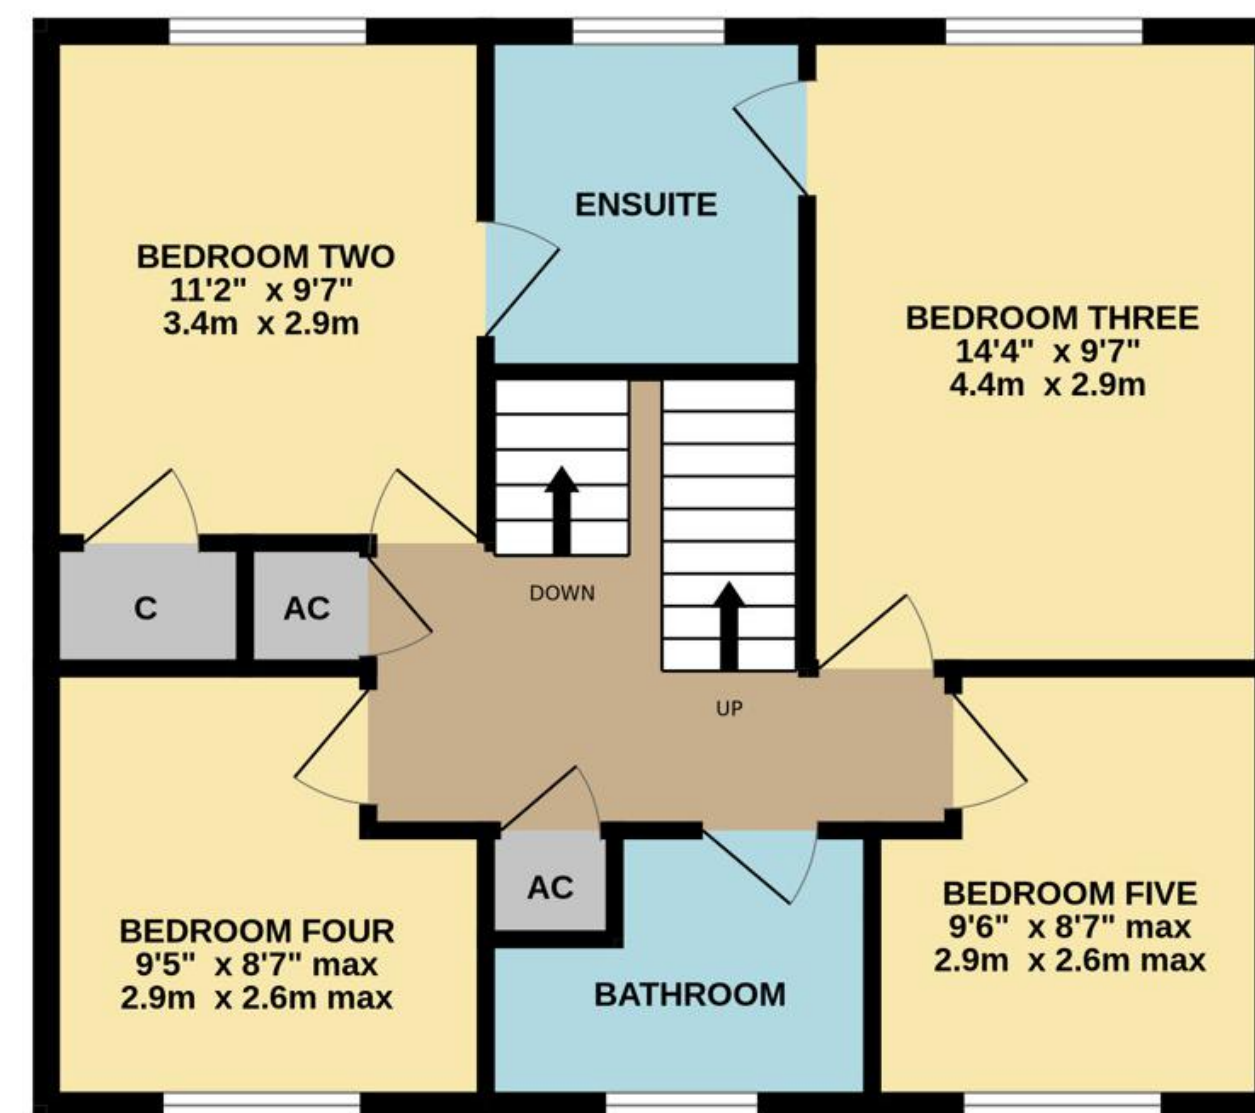 ENSUITE
BEDROOM TWO
11'2" x 9'7"
3.4m x 2.9m
BEDROOM THREE
14'4" x 9'7"
4.4m x 2.9m
C
AC
DOWN
UP
AC
BEDROOM FOUR
9'5" x 8'7" max
2.9m x 2.6m max
BATHROOM
BEDROOM FIVE
9'6" x 8'7" max
2.9m x 2.6m max